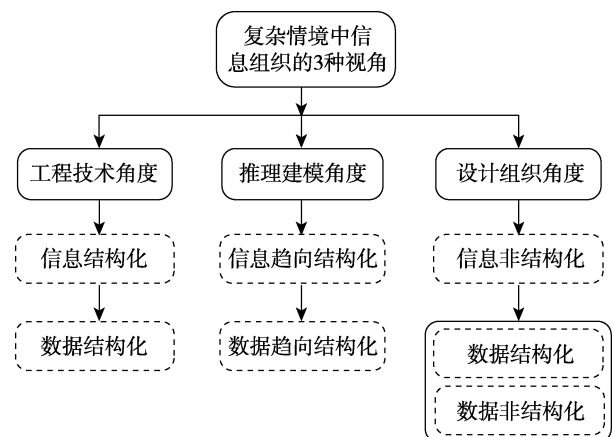 复杂情境中信
息组织的3种视角
工程技术角度
推理建模角度
设计组织角度
信息结构化
信息趋向结构化
信息非结构化
数据结构化
数据趋向结构化
数据结构化
数据非结构化